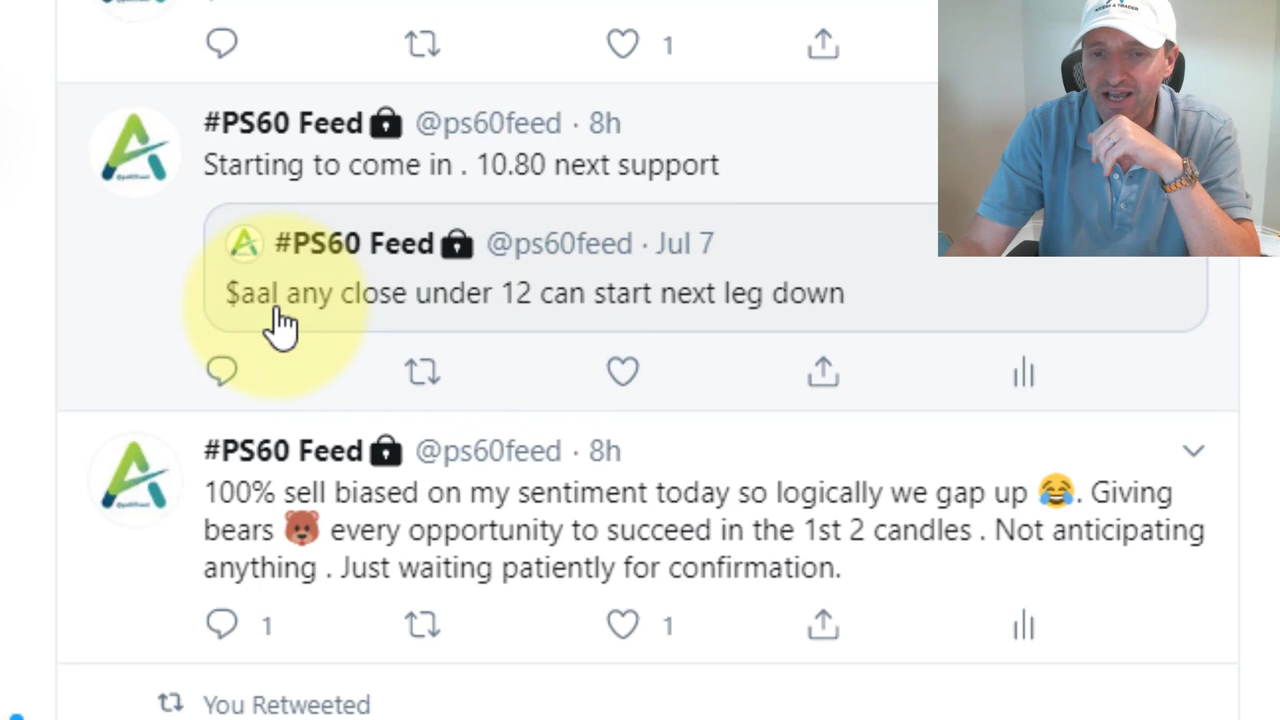 1
#PS60 Feed🔒 @ps60feed · 8h
Starting to come in . 10.80 next support
#PS60 Feed🔒 @ps60feed · Jul 7
$aal any close under 12 can start next leg down
#PS60 Feed🔒 @ps60feed · 8h
100% sell biased on my sentiment today so logically we gap up 😂. Giving
bears 🐻 every opportunity to succeed in the 1st 2 candles . Not anticipating
anything . Just waiting patiently for confirmation.
1 1
You Retweeted